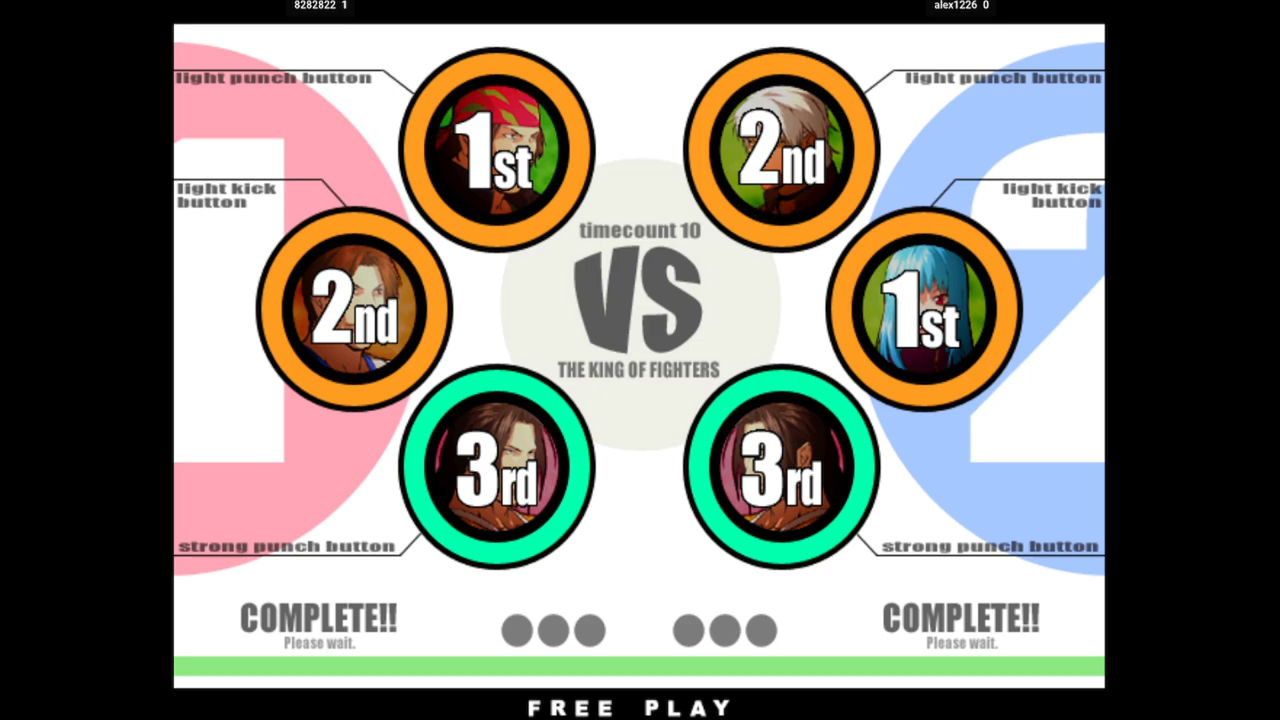 8282822 1
alex1226 0
light punch button
light punch button
1st
2nd
light kick
button
light kick
button
timecount 10
VS
THE KING OF FIGHTERS
2nd
1st
3rd
3rd
strong punch button
strong punch button
COMPLETE!!
Please wait.
COMPLETE!!
Please wait.
FREE PLAY
1
2